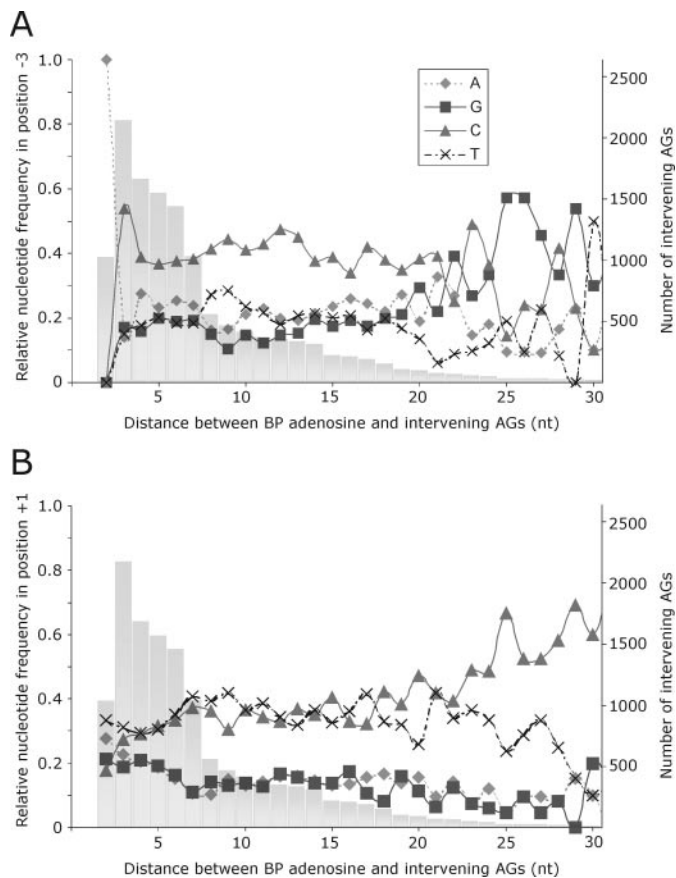 A
Relative nucleotide frequency in position -3
1.0
0.8
0.6
0.4
0.2
0
A
G
C
T
2500
2000
1500
1000
500
Number of intervening AGs
5
10
15
20
25
30
Distance between BP adenosine and intervening AGs (nt)
B
Relative nucleotide frequency in position +1
1.0
0.8
0.6
0.4
0.2
0
2500
2000
1500
1000
500
Number of intervening AGs
5
10
15
20
25
30
Distance between BP adenosine and intervening AGs (nt)